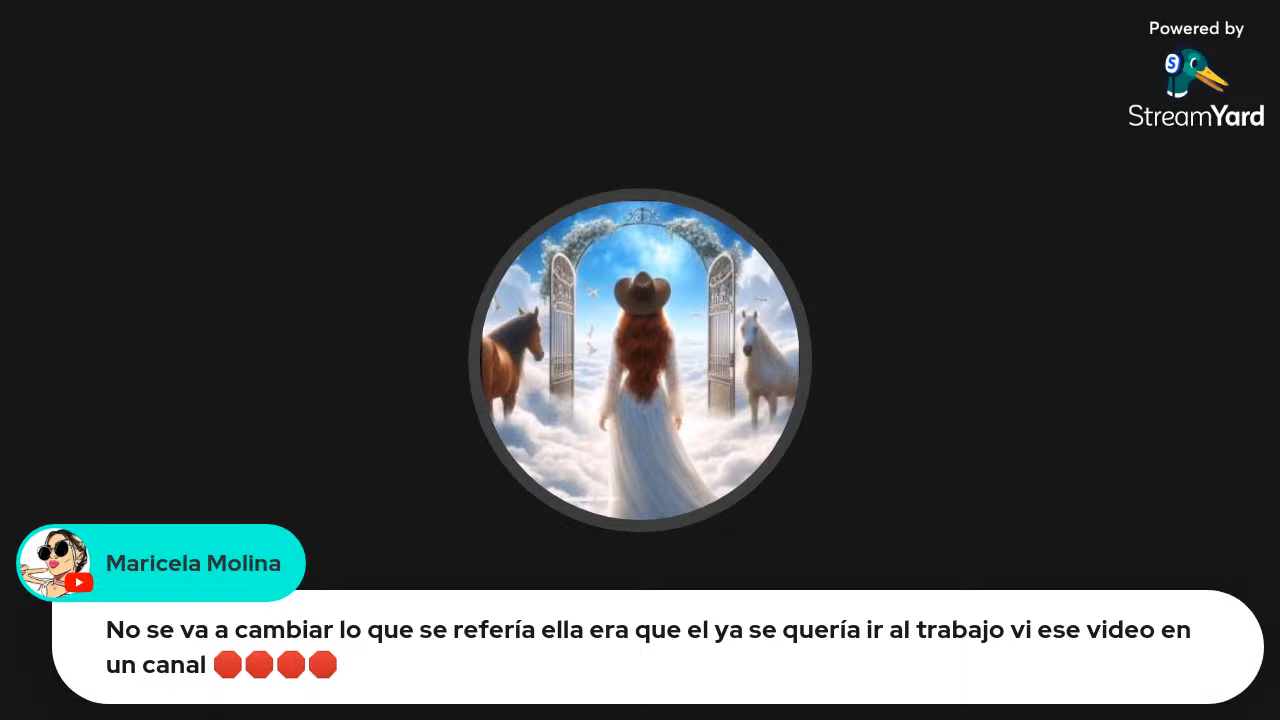 Powered by
S
StreamYard
Maricela Molina
No se va a cambiar lo que se refería ella era que el ya se quería ir al trabajo vi ese video en
un canal 🛑🛑🛑🛑